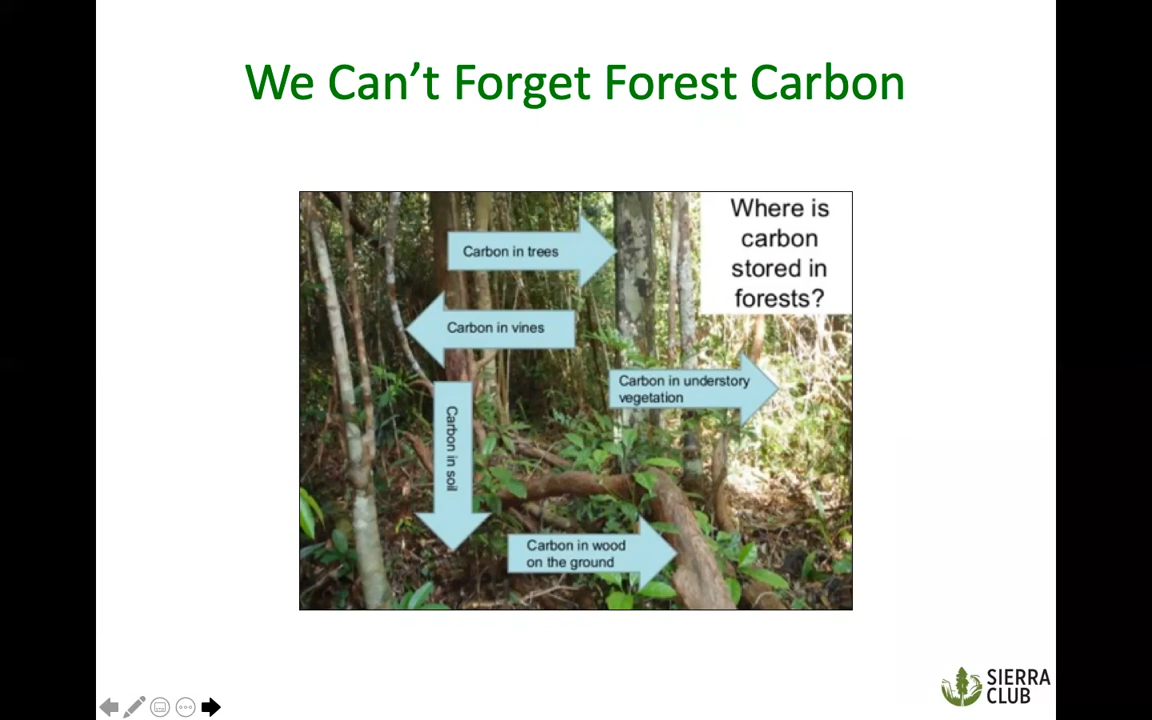 We Can’t Forget Forest Carbon
Where is
carbon
stored in
forests?
Carbon in trees
Carbon in vines
Carbon in understory
vegetation
Carbon in soil
Carbon in wood
on the ground
SIERRA
CLUB